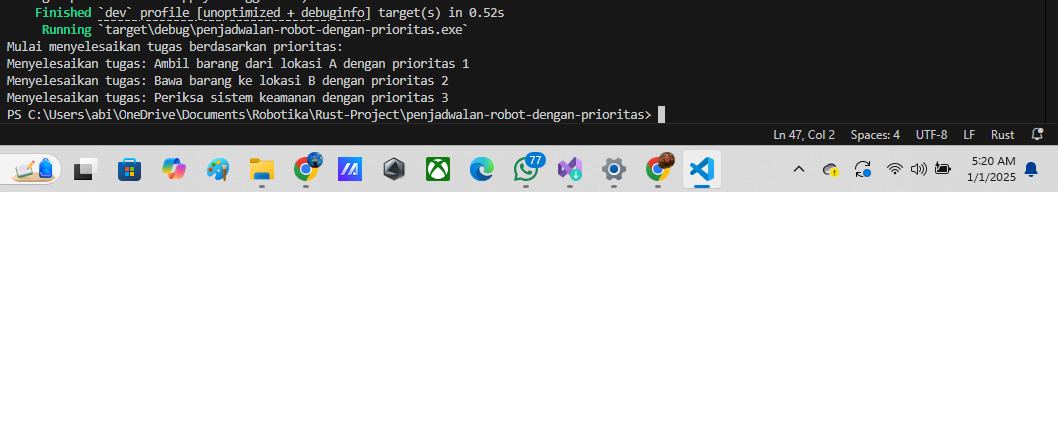 Finished `dev` profile [unoptimized + debuginfo] target(s) in 0.52s
Running `target\debug\penjadwalan-robot-dengan-prioritas.exe`
Mulai menyelesaikan tugas berdasarkan prioritas:
Menyelesaikan tugas: Ambil barang dari lokasi A dengan prioritas 1
Menyelesaikan tugas: Bawa barang ke lokasi B dengan prioritas 2
Menyelesaikan tugas: Periksa sistem keamanan dengan prioritas 3
PS C:\Users\abi\OneDrive\Documents\Robotika\Rust-Project\penjadwalan-robot-dengan-prioritas>
Ln 47, Col 2 Spaces: 4 UTF-8 LF Rust
77
5:20 AM
1/1/2025